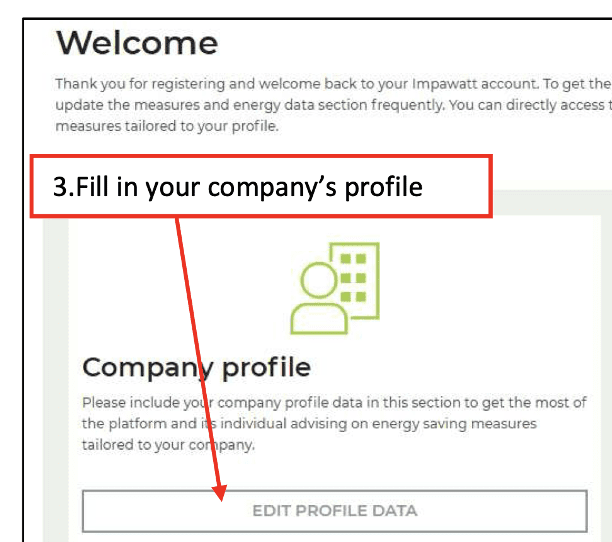 Welcome
Thank you for registering and welcome back to your Impawatt account. To get the
update the measures and energy data section frequently. You can directly access t
measures tailored to your profile.
3.Fill in your company’s profile
Company profile
Please include your company profile data in this section to get the most of
the platform and its individual advising on energy saving measures
tailored to your company.
EDIT PROFILE DATA